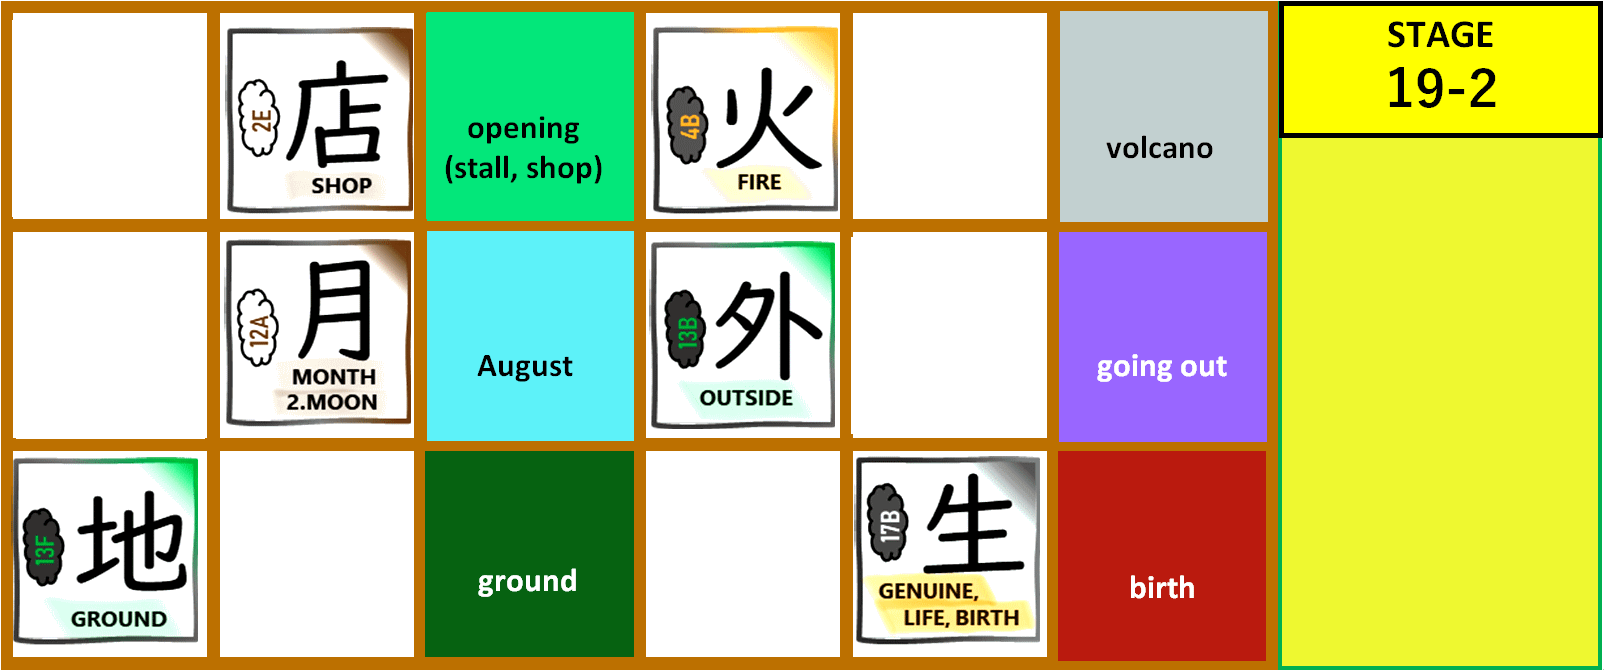 2E
店
SHOP
opening
(stall, shop)
4B
火
FIRE
volcano
STAGE
19-2
12A
月
MONTH
2.MOON
August
13B
外
OUTSIDE
going out
13F
地
GROUND
ground
17B
生
GENUINE,
LIFE, BIRTH
birth